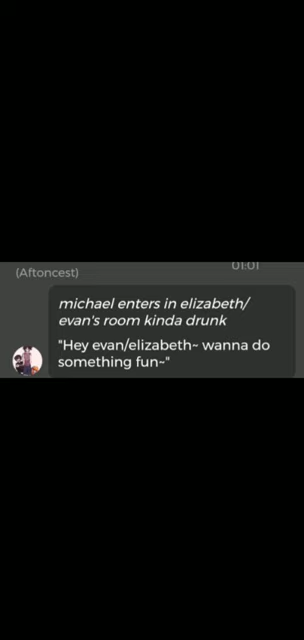 01:01
(Aftoncest)
michael enters in elizabeth/
evan's room kinda drunk
"Hey evan/elizabeth~ wanna do
something fun~"